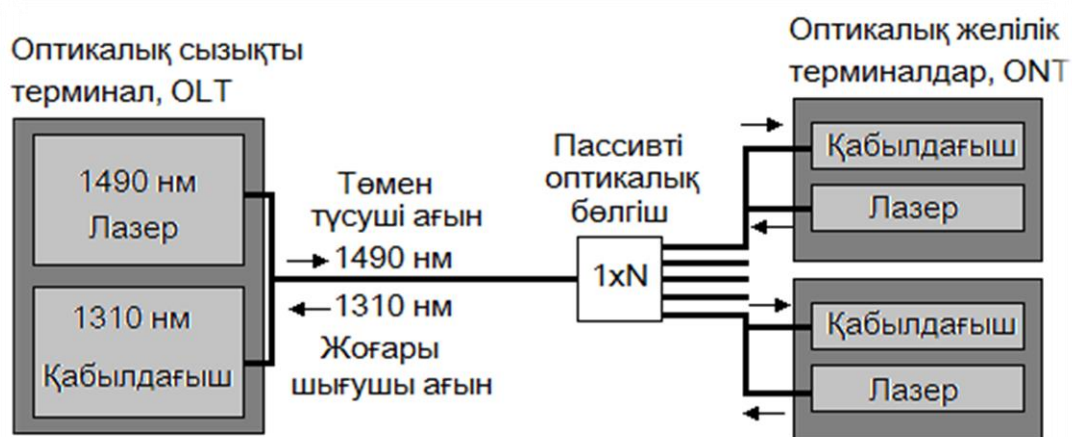 Оптикалық сызықты
терминал, OLT
1490 нм
Лазер
1310 нм
Қабылдағыш
Төмен
түсуші ағын
1490 нм
1310 нм
Жоғары
шығушы ағын
Пассивті
оптикалық
бөлгіш
1xN
Оптикалық желілік
терминалдар, ONT
Қабылдағыш
Лазер
Қабылдағыш
Лазер